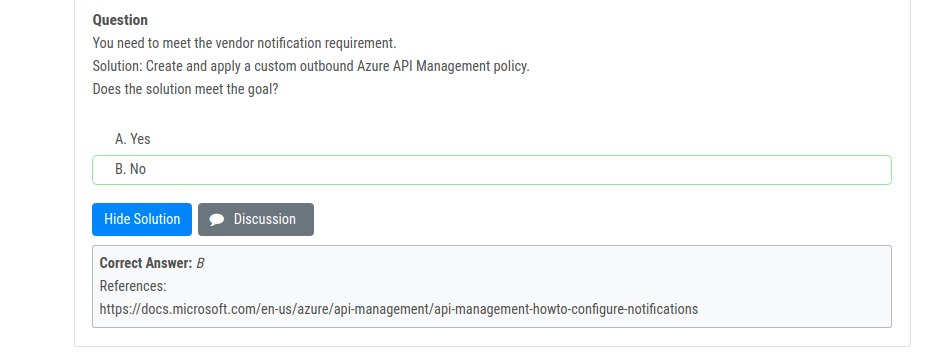 Question
You need to meet the vendor notification requirement.
Solution: Create and apply a custom outbound Azure API Management policy.
Does the solution meet the goal?
A. Yes
B. No
Hide Solution
Discussion
Correct Answer: B
References:
https://docs.microsoft.com/en-us/azure/api-management/api-management-howto-configure-notifications